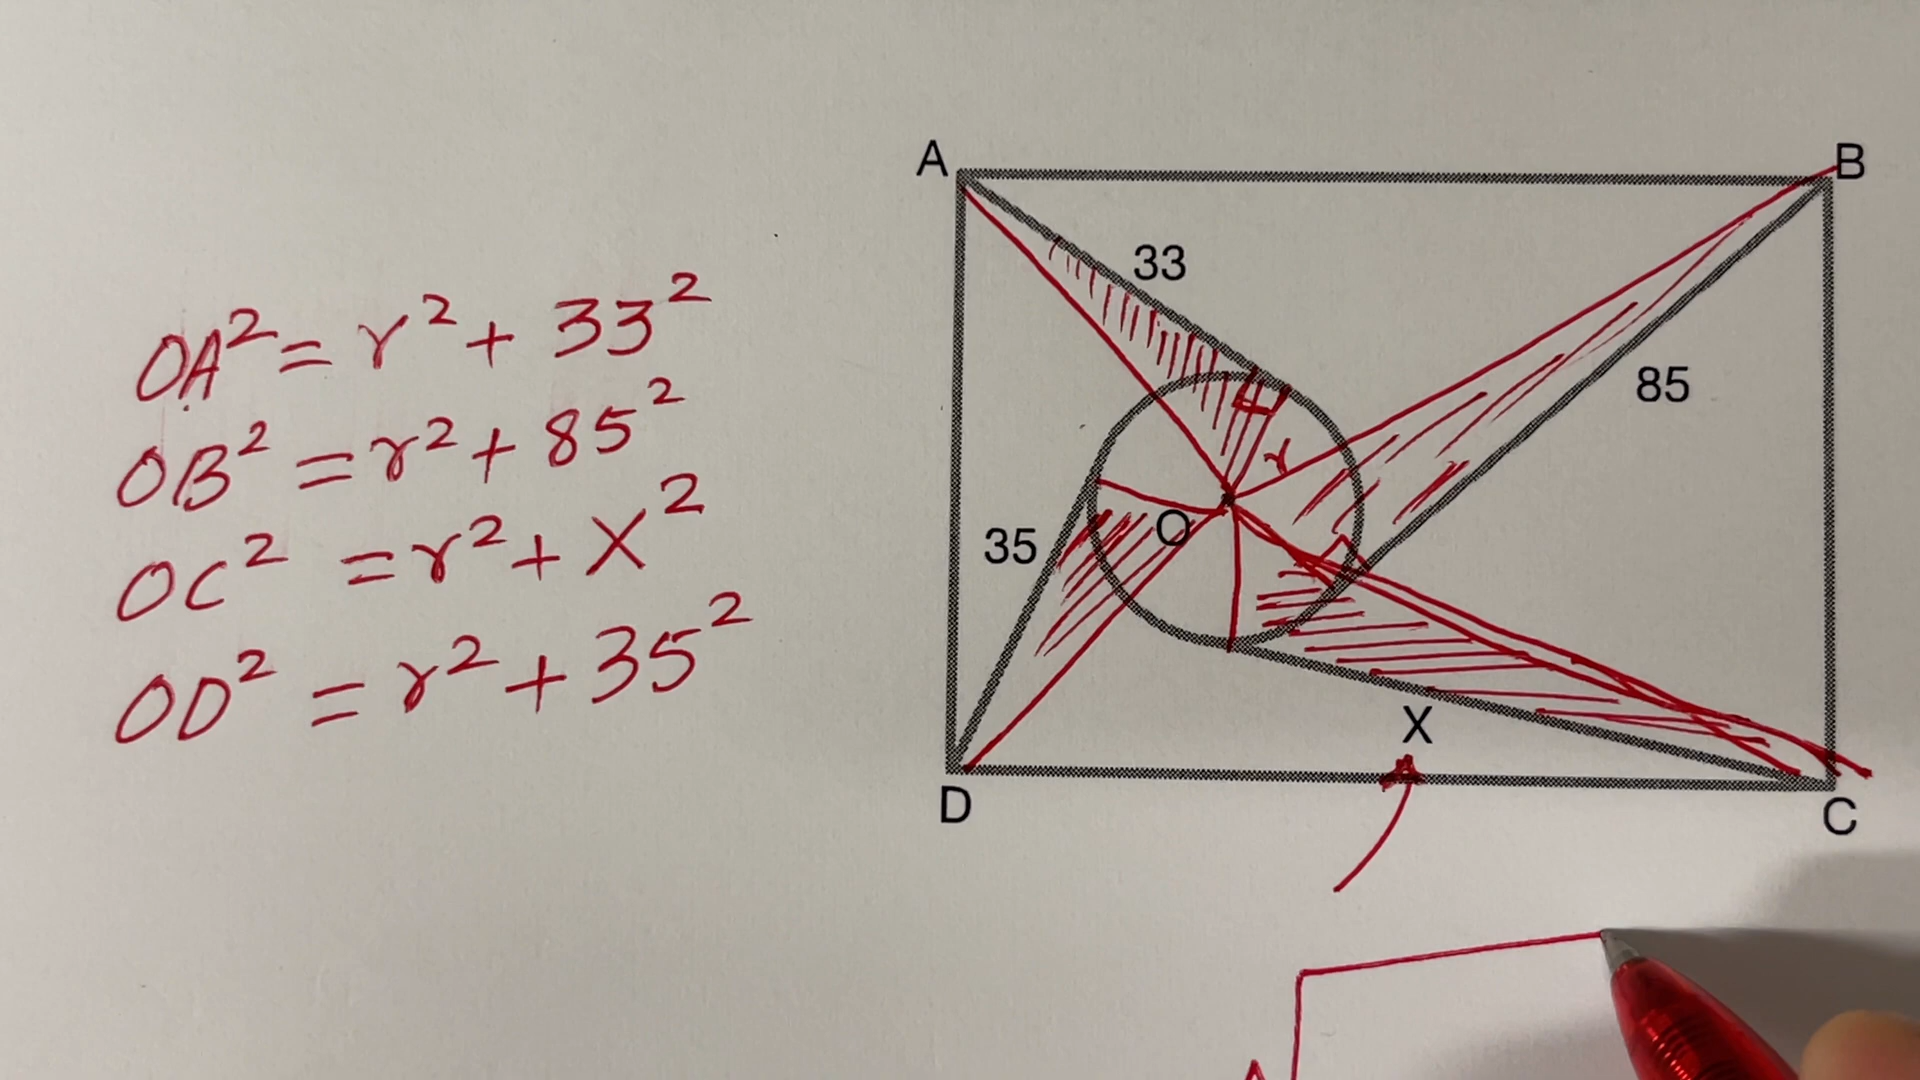 OA² = r² + 33²
OB² = r² + 85²
OC² = r² + X²
OD² = r² + 35²
A
B
33
85
r
O
35
X
D
C